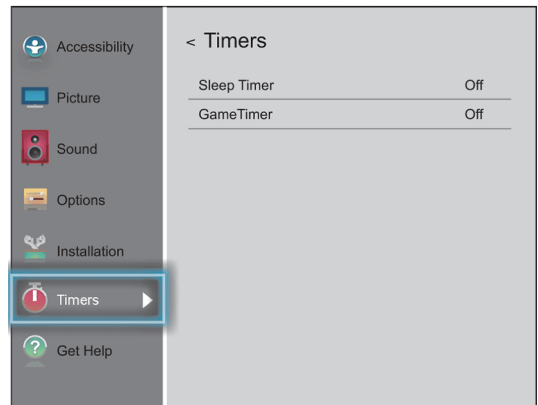 Accessibility
Picture
Sound
Options
Installation
Timers
Get Help
< Timers
Sleep Timer Off
GameTimer Off